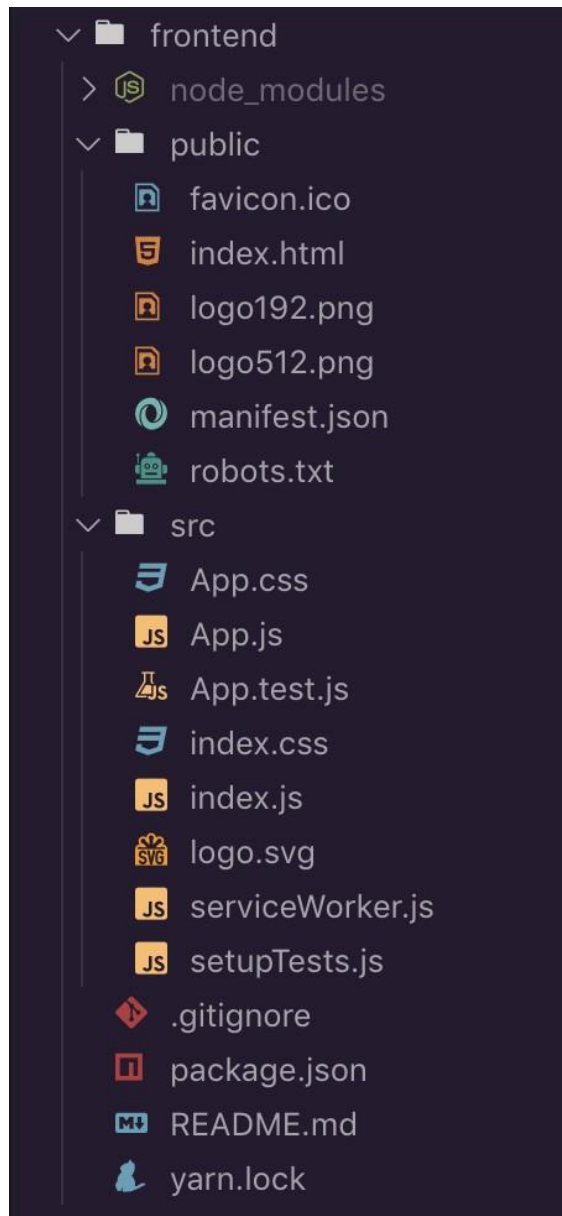 frontend
node_modules
public
favicon.ico
index.html
logo192.png
logo512.png
manifest.json
robots.txt
src
App.css
App.js
App.test.js
index.css
index.js
logo.svg
serviceWorker.js
setupTests.js
.gitignore
package.json
README.md
yarn.lock